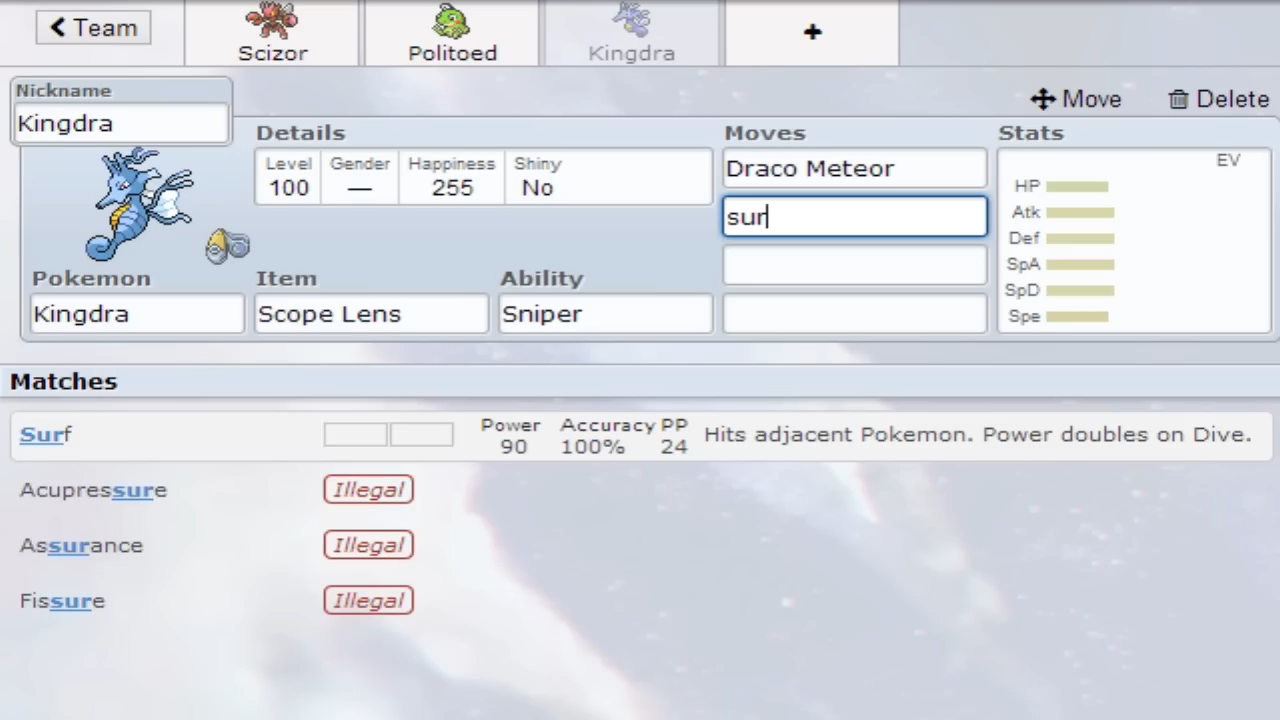 Team
Scizor
Politoed
Kingdra
+
Nickname
Kingdra
Move
Delete
Details
Moves
Stats
Level
Gender
Happiness
Shiny
100
—
255
No
Draco Meteor
EV
HP
Atk
Def
SpA
SpD
Spe
sur
Pokemon
Item
Ability
Kingdra
Scope Lens
Sniper
Matches
Surf
Power
90
Accuracy
100%
PP
24
Hits adjacent Pokemon. Power doubles on Dive.
Acupressure
Illegal
Assurance
Illegal
Fissure
Illegal